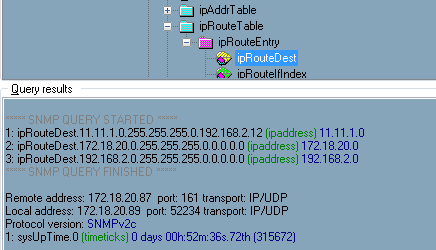 ipAddrTable
ipRouteTable
ipRouteEntry
ipRouteDest
ipRouteIfIndex
Query results
***** SNMP QUERY STARTED *****
1: ipRouteDest.11.11.1.0.255.255.255.0.192.168.2.12 (ipaddress) 11.11.1.0
2: ipRouteDest.172.18.20.0.255.255.255.0.0.0.0.0 (ipaddress) 172.18.20.0
3: ipRouteDest.192.168.2.0.255.255.255.0.0.0.0.0 (ipaddress) 192.168.2.0
***** SNMP QUERY FINISHED *****
Remote address: 172.18.20.87 port: 161 transport: IP/UDP
Local address: 172.18.20.89 port: 52234 transport: IP/UDP
Protocol version: SNMPv2c
1: sysUpTime.0 (timeticks) 0 days 00h:52m:36s.72th (315672)